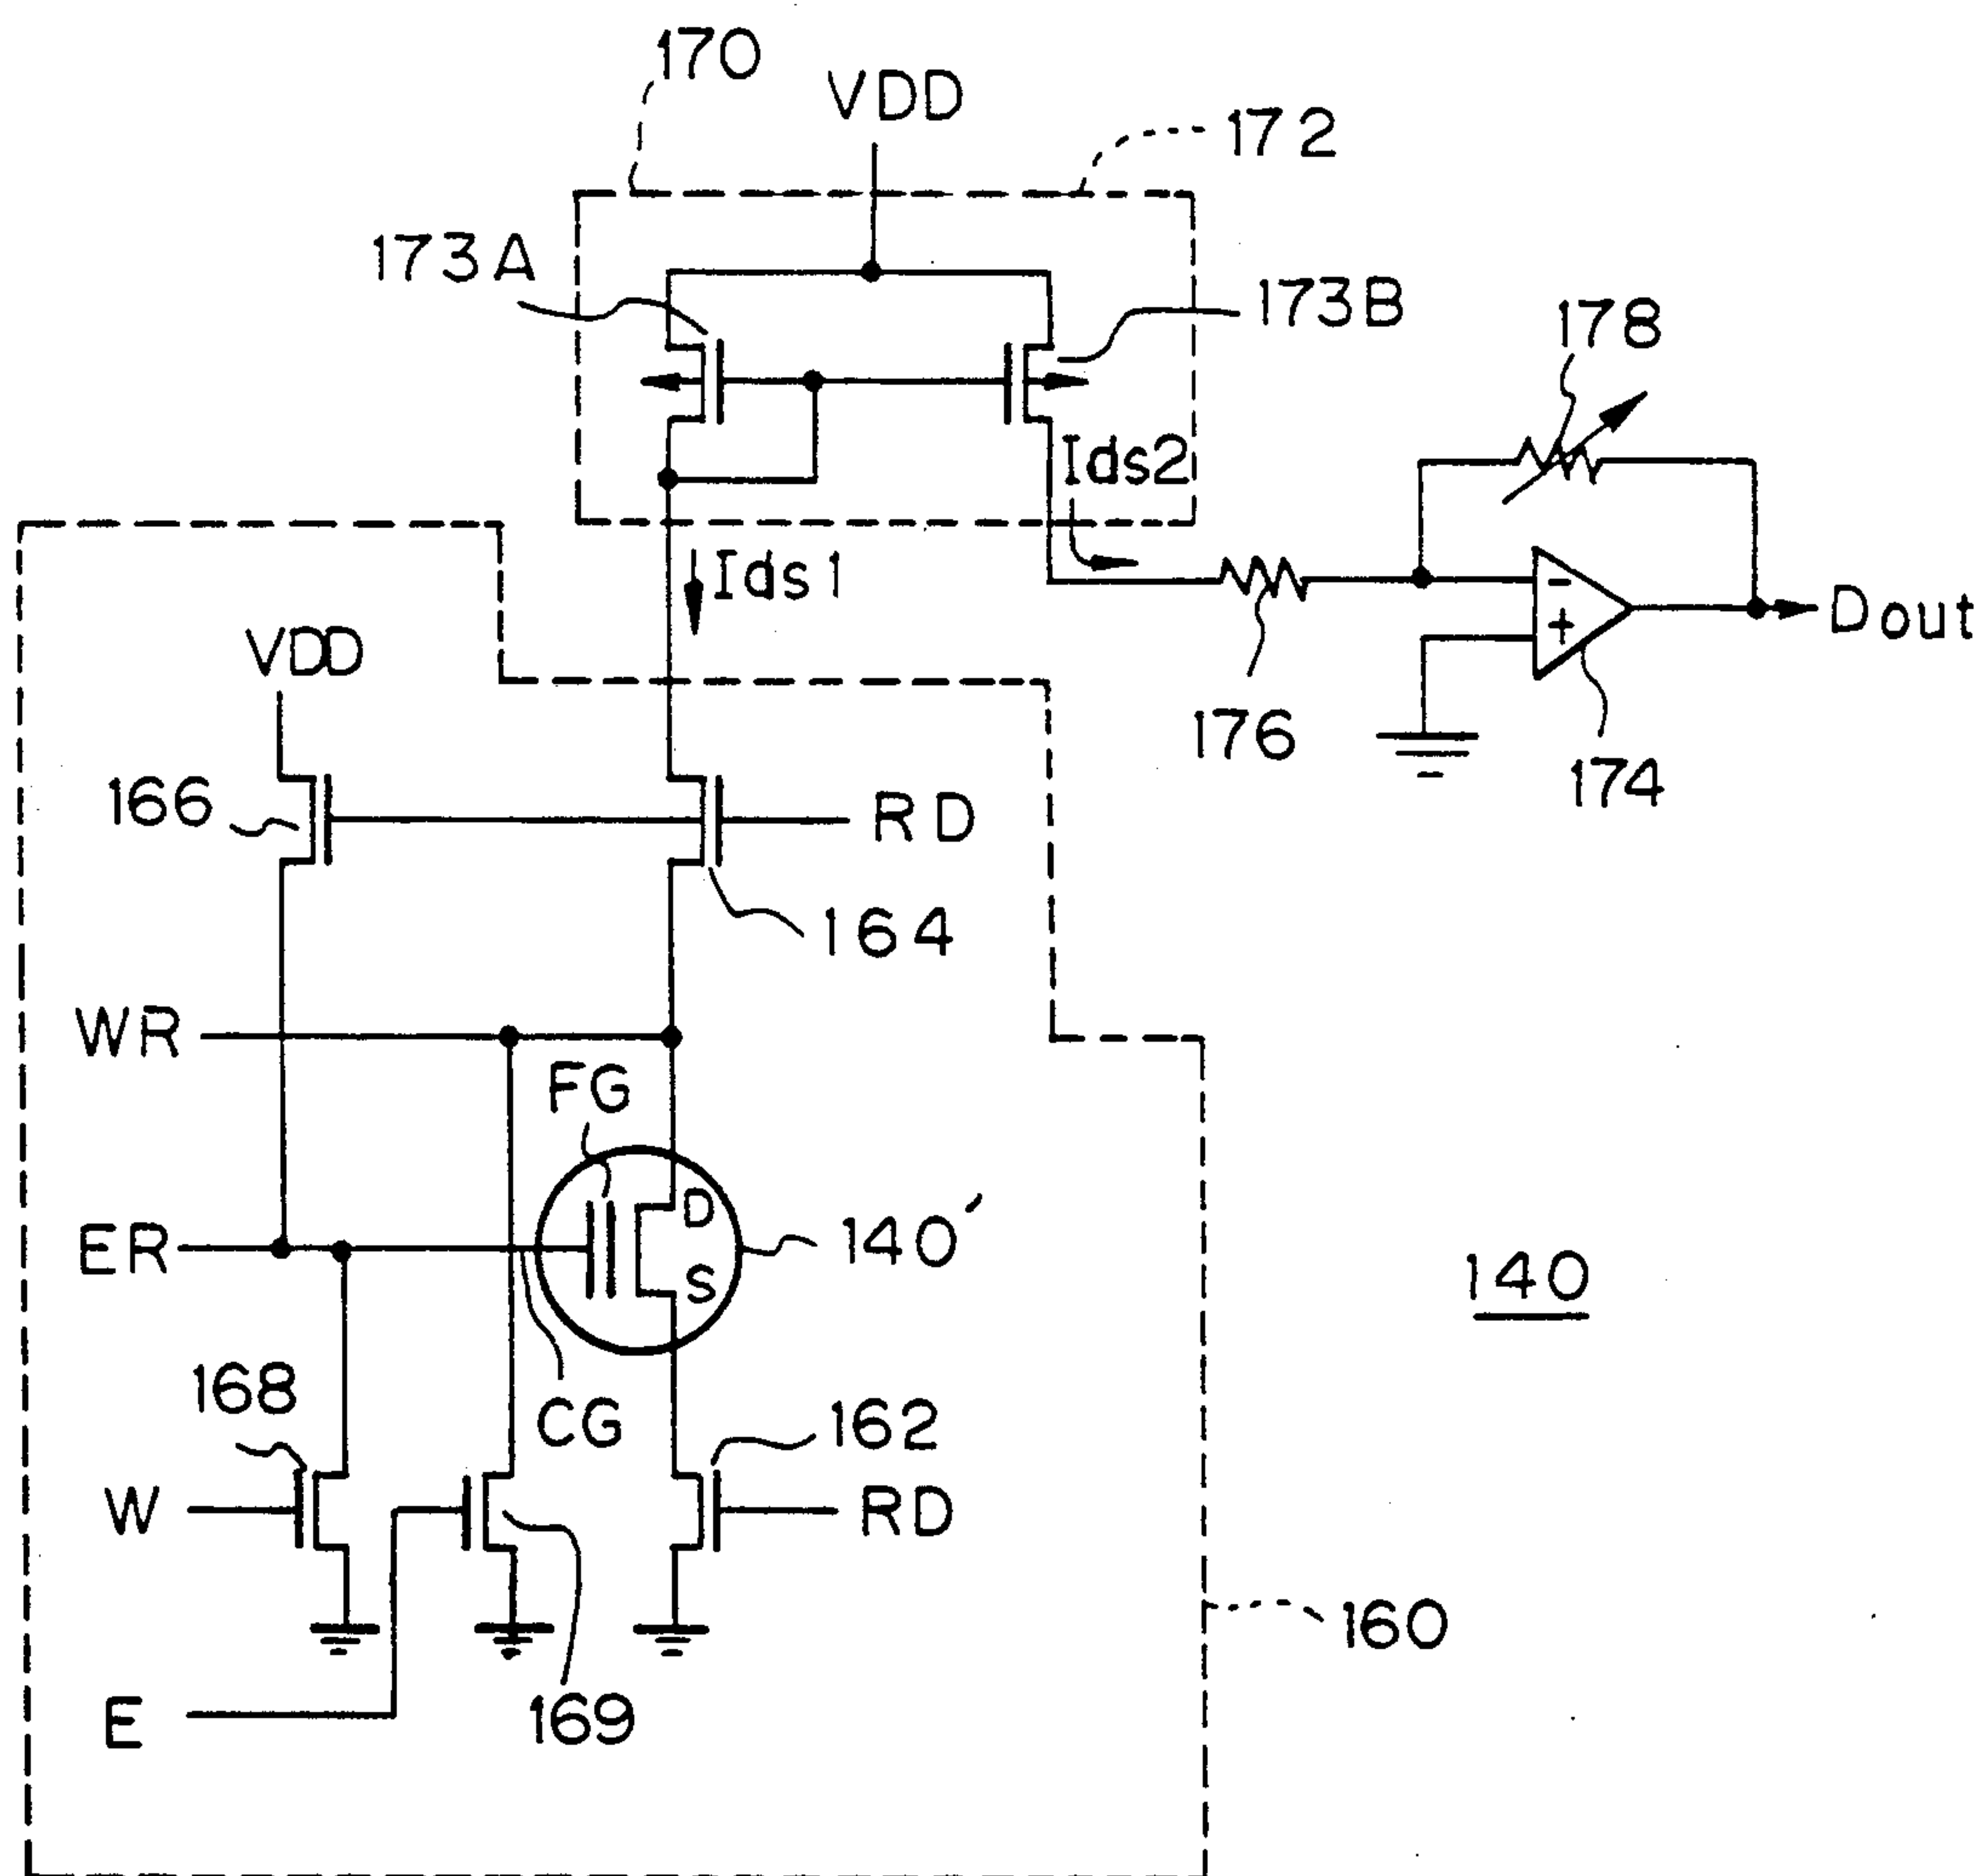 170
VDD
172
173A
173B
178
Ids2
Ids1
-
+
Dout
VDD
176
174
166
RD
164
WR
FG
D
ER
140'
S
140
168
CG
162
W
RD
160
E
169